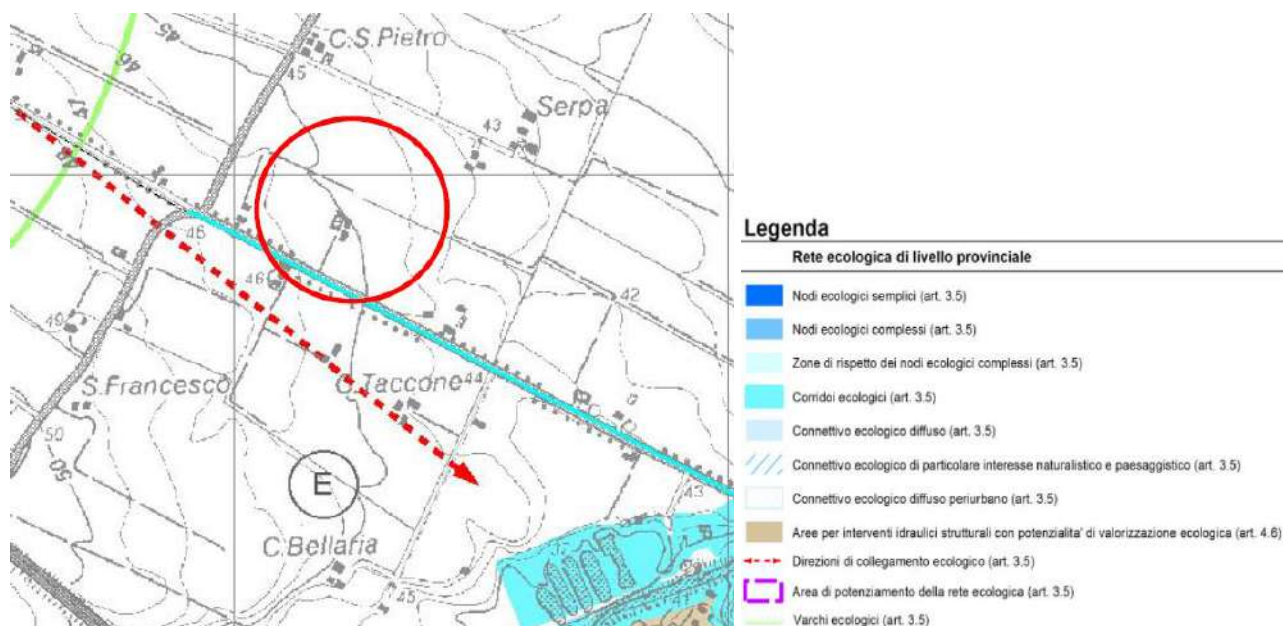 45
46
C.S.Pietro
45
Serpa
43
47
46
46
42
49
S.Francesco
C.Taccone
44
50
50
E
43
C.Bellaria
45
Legenda
Rete ecologica di livello provinciale
Nodi ecologici semplici (art. 3.5)
Nodi ecologici complessi (art. 3.5)
Zone di rispetto dei nodi ecologici complessi (art. 3.5)
Corridoi ecologici (art. 3.5)
Connettivo ecologico diffuso (art. 3.5)
Connettivo ecologico di particolare interesse naturalistico e paesaggistico (art. 3.5)
Connettivo ecologico diffuso periurbano (art. 3.5)
Aree per interventi idraulici strutturali con potenzialita' di valorizzazione ecologica (art. 4.6)
Direzioni di collegamento ecologico (art. 3.5)
Area di potenziamento della rete ecologica (art. 3.5)
Varchi ecologici (art. 3.5)